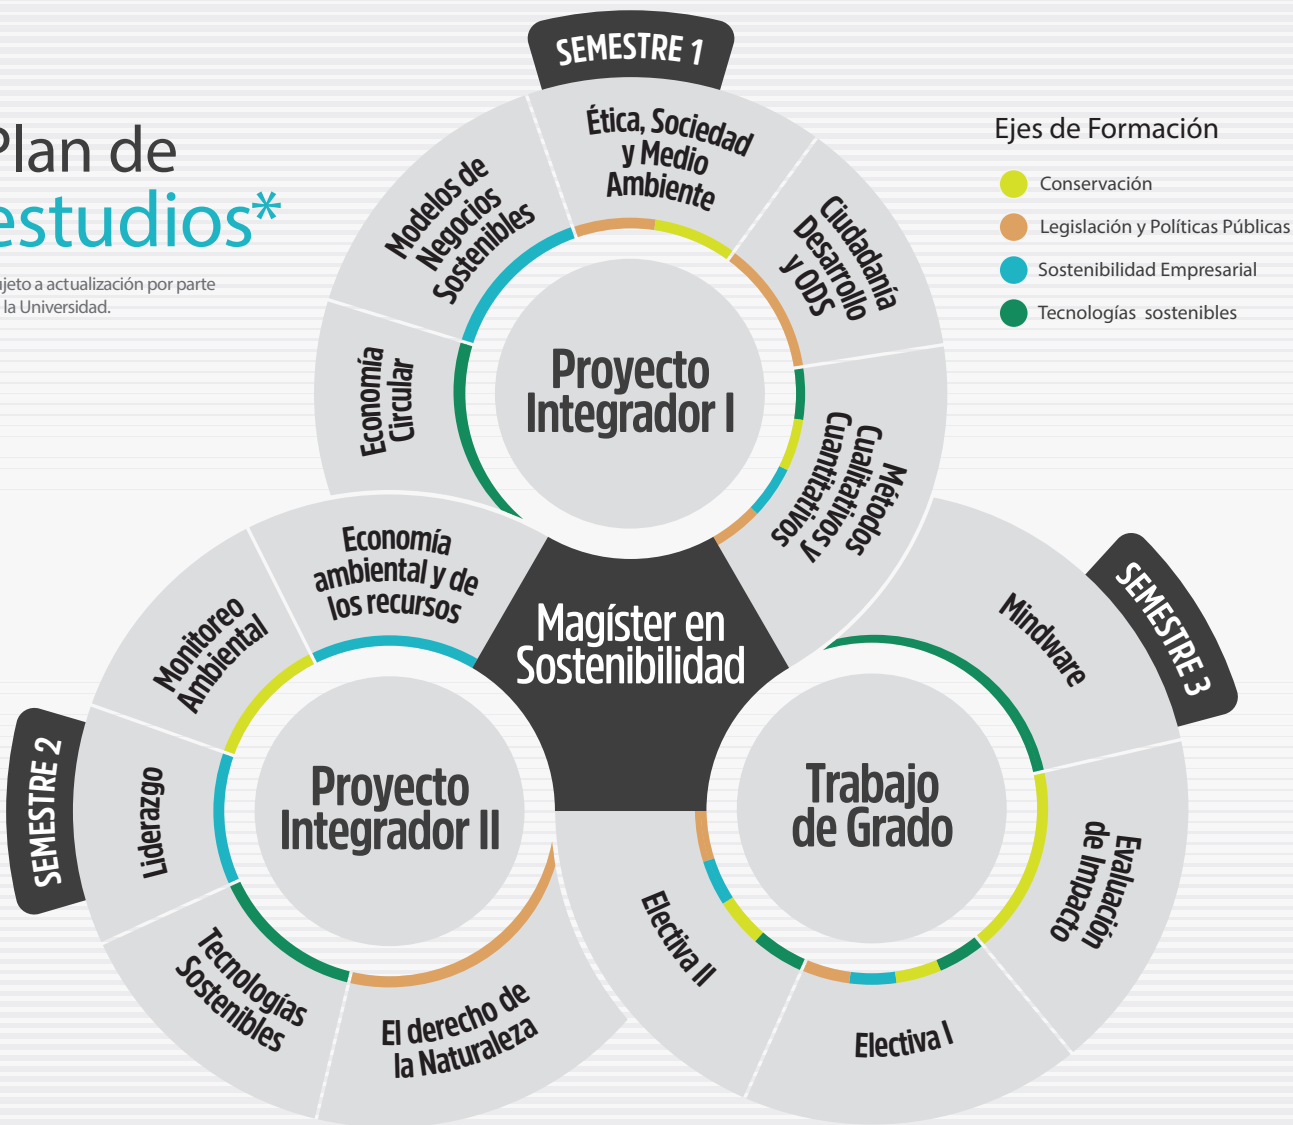 Plan de
estudios*
ujeto a actualización por parte
la Universidad.
SEMESTRE 1
Ética, Sociedad
y Medio
Ambiente
Modelos de
Negocios
Sostenibles
Ciudadanía
Desarrollo
y ODS
Economía
Circular
Métodos
Cualitativos y
Cuantitativos
Proyecto
Integrador I
Ejes de Formación
Conservación
Legislación y Políticas Públicas
Sostenibilidad Empresarial
Tecnologías sostenibles
Magíster en
Sostenibilidad
SEMESTRE 2
Economía
ambiental y de
los recursos
Monitoreo
Ambiental
Liderazgo
Tecnologías
Sostenibles
El derecho de
la Naturaleza
Proyecto
Integrador II
SEMESTRE 3
Mindware
Evaluación
de Impacto
Electiva I
Electiva II
Trabajo
de Grado